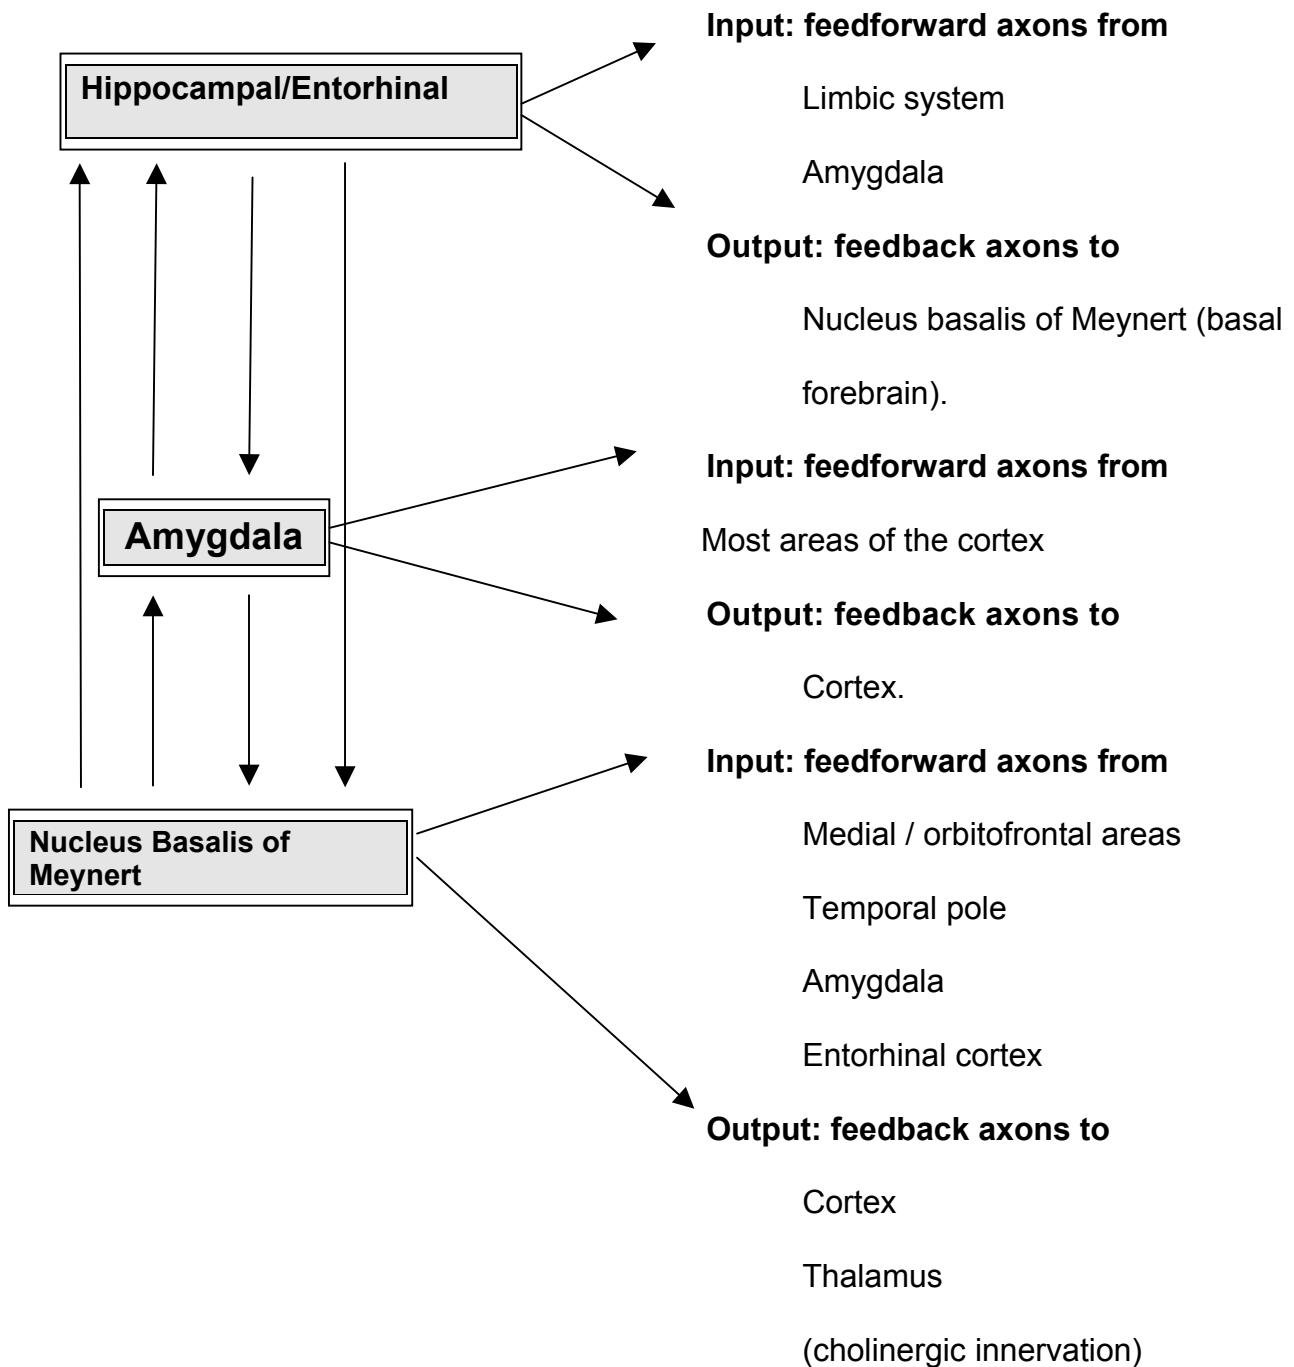 Hippocampal/Entorhinal
Input: feedforward axons from
Limbic system
Amygdala
Output: feedback axons to
Nucleus basalis of Meynert (basal
forebrain).
Amygdala
Input: feedforward axons from
Most areas of the cortex
Output: feedback axons to
Cortex.
Nucleus Basalis of
Meynert
Input: feedforward axons from
Medial / orbitofrontal areas
Temporal pole
Amygdala
Entorhinal cortex
Output: feedback axons to
Cortex
Thalamus
(cholinergic innervation)